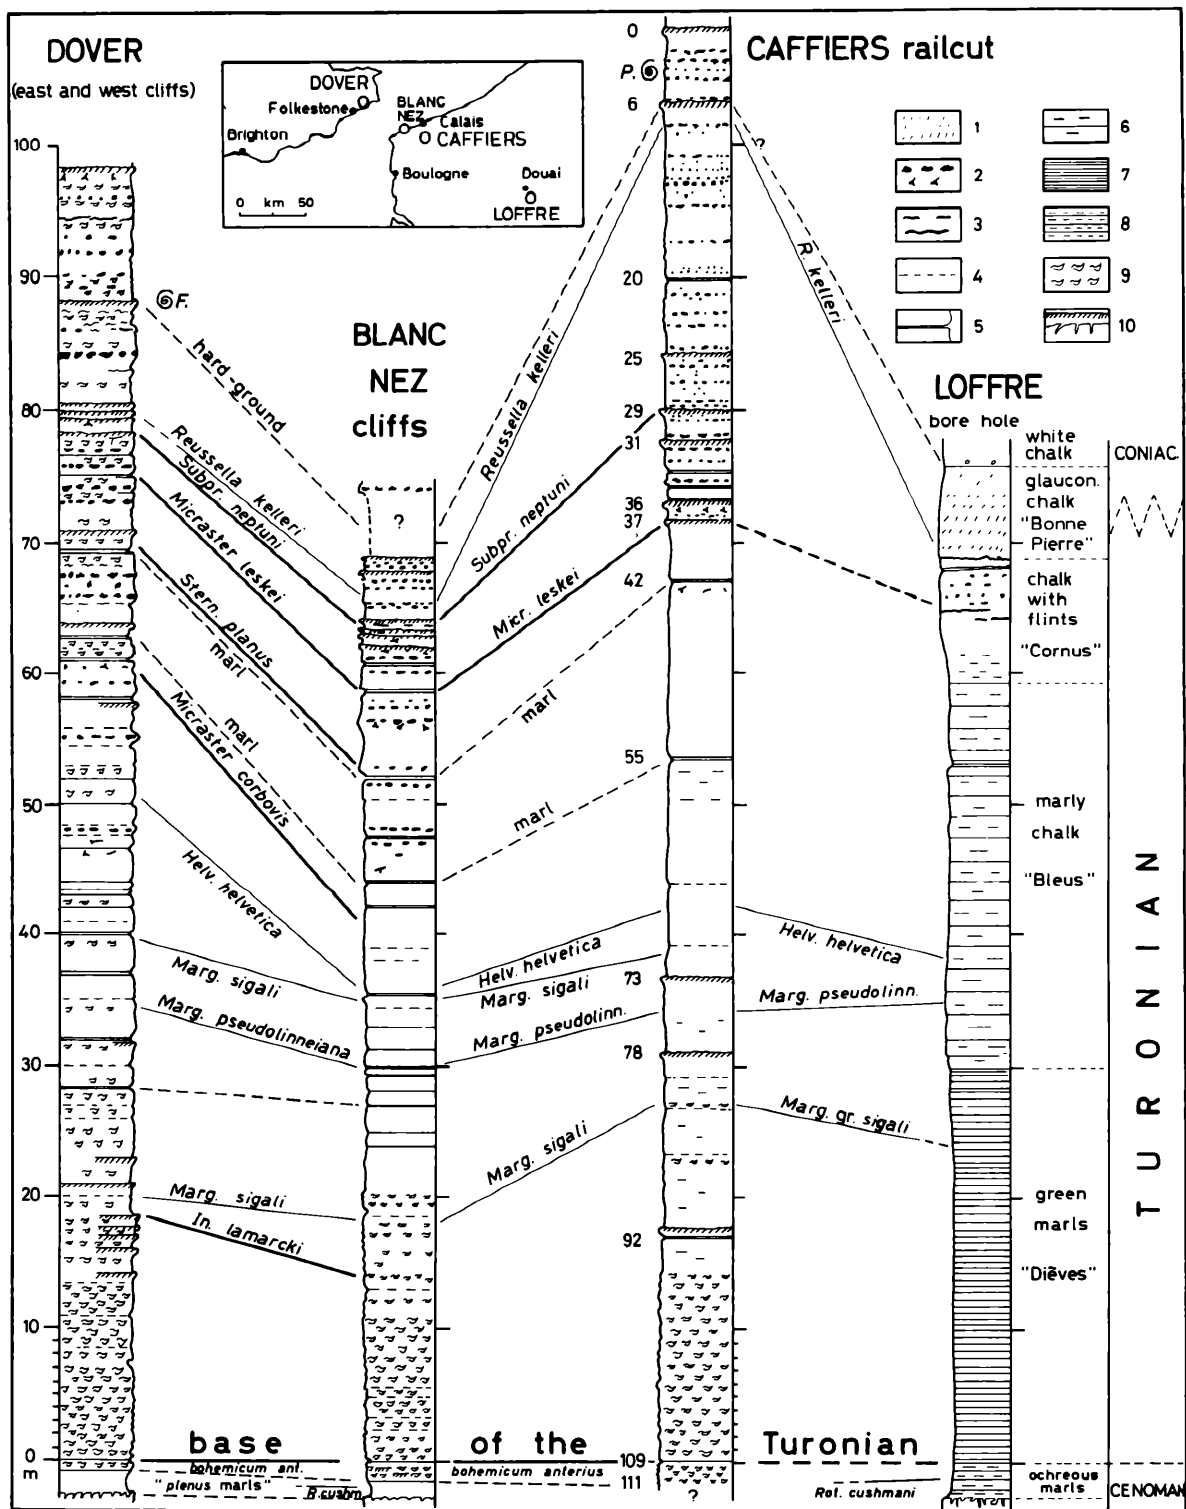 DOVER
(east and west cliffs)
DOVER
Folkestone
Brighton
BLANC
NEZ
Calais
CAFFIERS
Boulogne
Douai
LOFFRE
0 km 50
CAFFIERS railcut
1
2
3
4
5
6
7
8
9
10
BLANC
NEZ
cliffs
LOFFRE
bore hole
100
90
80
70
60
50
40
30
20
10
0
m
F.
hard-ground
Reussella kelleri
Subpr. neptuni
Micraster leskei
Stern. planus
marl
marl
Micraster corbovis
Helv. helvetica
Marg. sigali
Marg. pseudolinneiana
Marg. sigali
In. lamarcki
?
Reussella kelleri
Subpr. neptuni
Micr. leskei
marl
marl
Helv. helvetica
Marg. sigali
Marg. pseudolinn.
Marg. sigali
0
P.
6
20
25
29
31
36
37
42
55
73
78
92
109
111
?
?
R. kelleri
Helv. helvetica
Marg. pseudolinn.
Marg. gr. sigali
white
chalk
glaucon.
chalk
"Bonne
Pierre"
chalk
with
flints
"Cornus"
marly
chalk
"Bleus"
green
marls
"Dièves"
ochreous
marls
CONIAC.
TURONIAN
CENOMAN
base of the Turonian
bohemicum ant.
bohemicum anterius
"plenus marls"
R. cushm.
Rot. cushmani